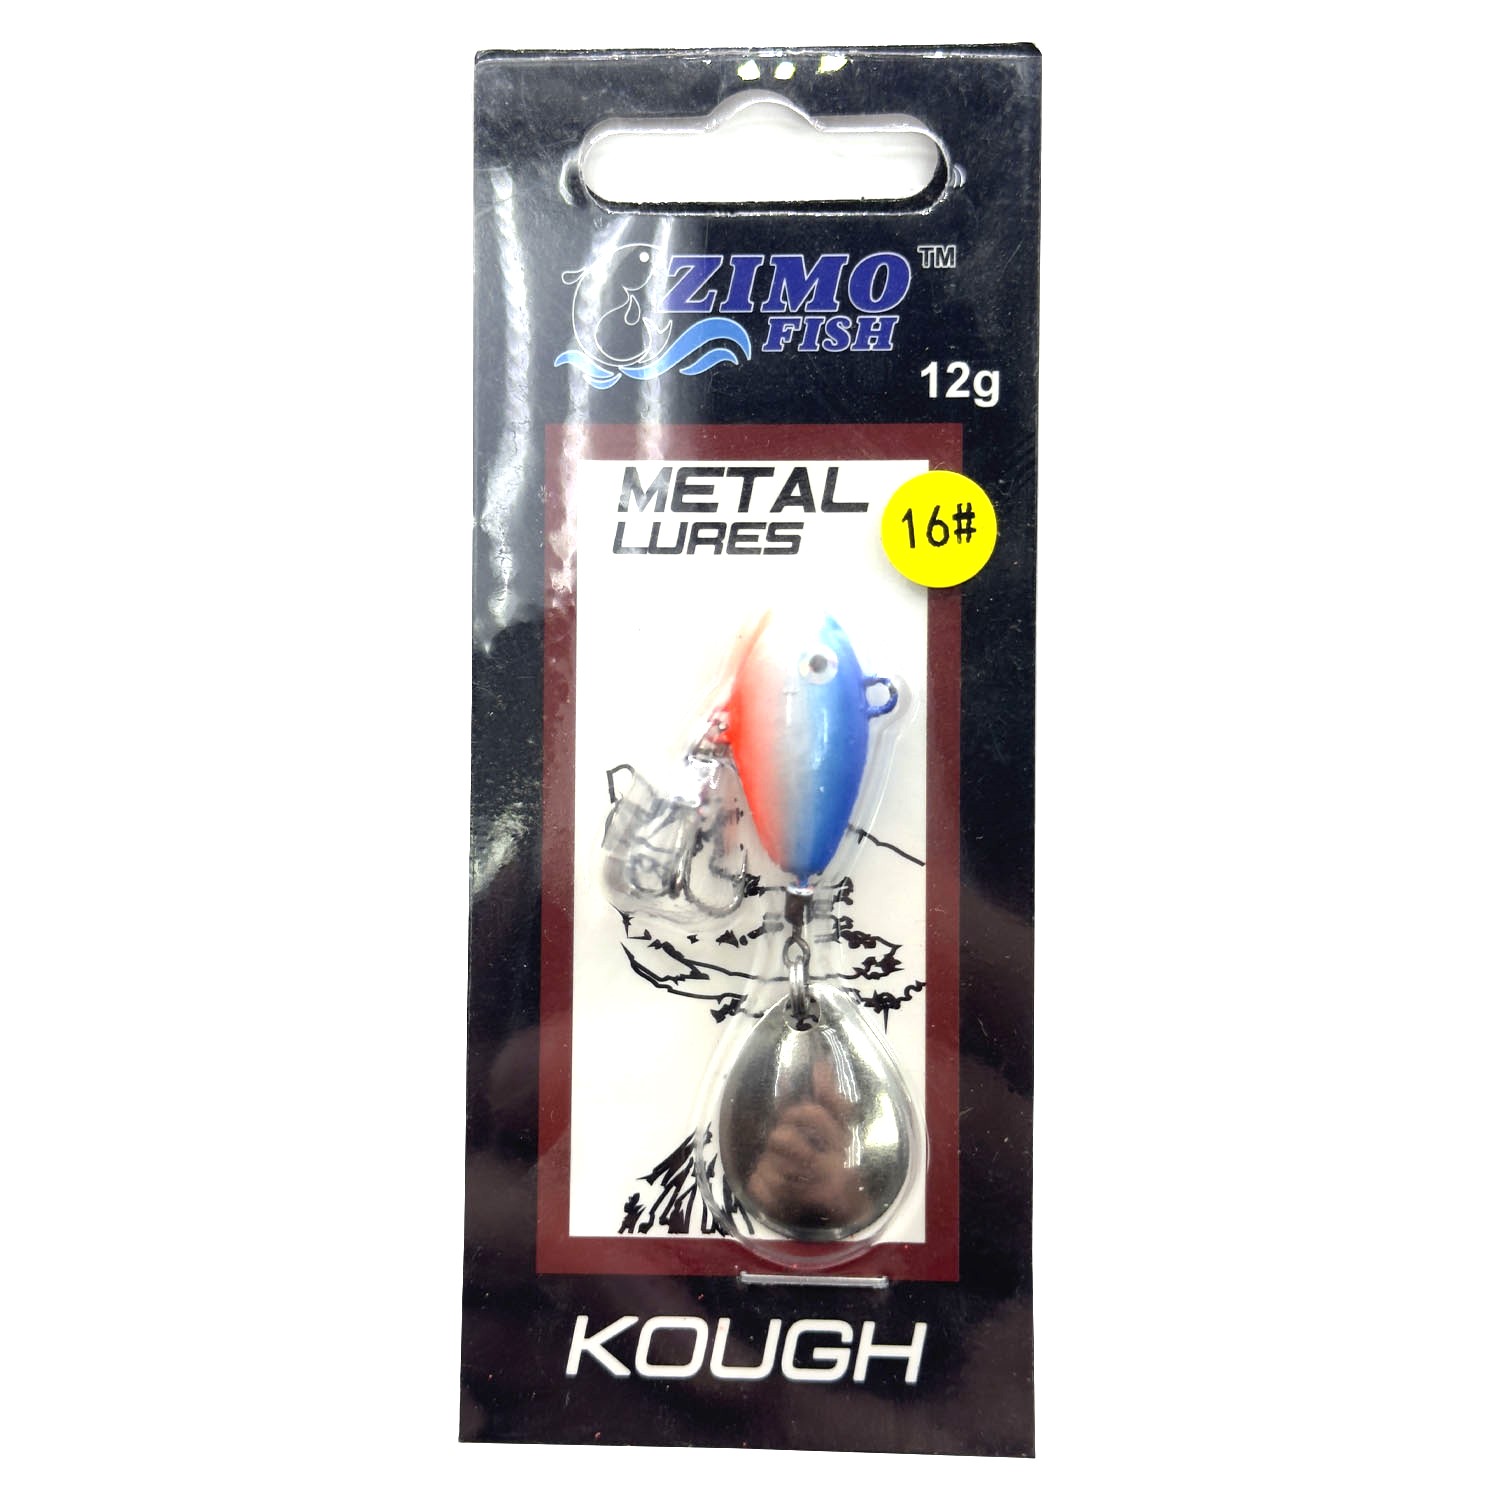 ZIMO TM
FISH
12g
METAL
LURES
16#
KOUGH